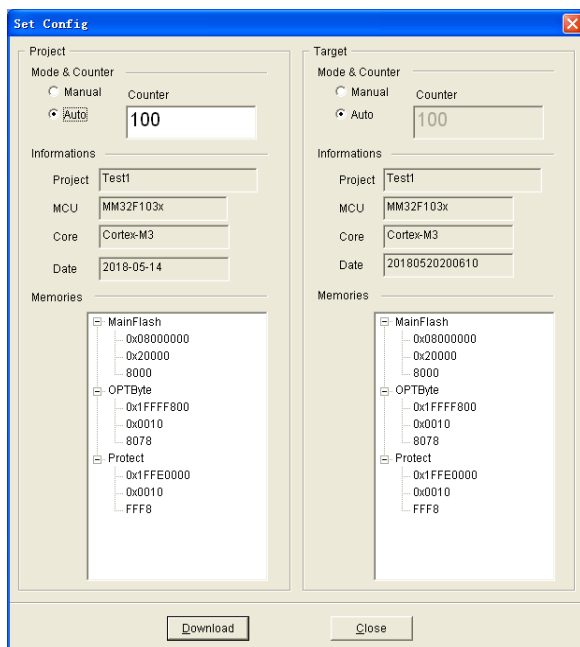 Set Config
Project
Mode & Counter
Manual
Counter
Auto
100
Informations
Project
Test1
MCU
MM32F103x
Core
Cortex-M3
Date
2018-05-14
Memories
MainFlash
0x08000000
0x20000
8000
OPTByte
0x1FFFF800
0x0010
8078
Protect
0x1FFE0000
0x0010
FFF8
Target
Mode & Counter
Manual
Counter
Auto
100
Informations
Project
Test1
MCU
MM32F103x
Core
Cortex-M3
Date
20180520200610
Memories
MainFlash
0x08000000
0x20000
8000
OPTByte
0x1FFFF800
0x0010
8078
Protect
0x1FFE0000
0x0010
FFF8
Download
Close